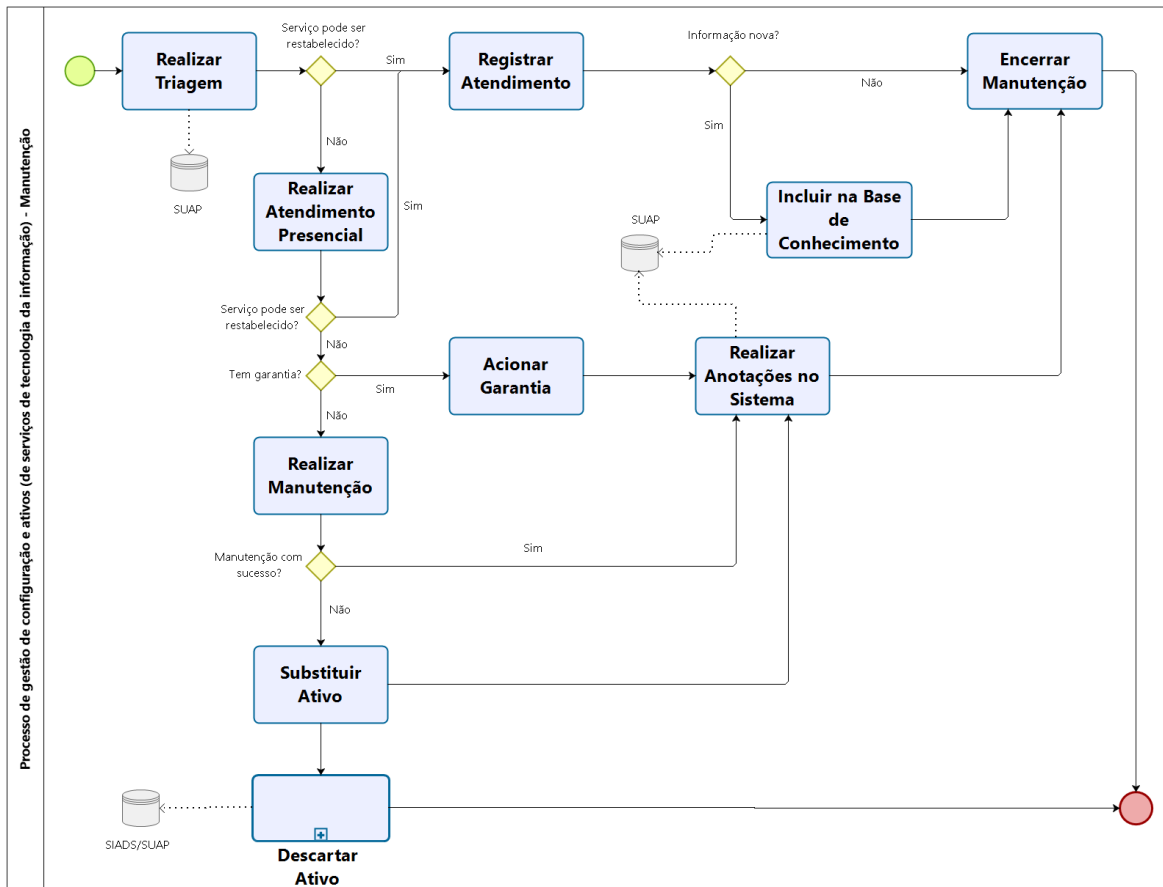 Processo de gestão de configuração e ativos (de serviços de tecnologia da informação) - Manutenção
Realizar
Triagem
SUAP
Serviço pode ser
restabelecido?
Sim
Não
Registrar
Atendimento
Informação nova?
Não
Sim
Encerrar
Manutenção
Realizar
Atendimento
Presencial
Sim
Incluir na Base
de
Conhecimento
SUAP
Serviço pode ser
restabelecido?
Não
Tem garantia?
Sim
Não
Acionar
Garantia
Realizar
Anotações no
Sistema
Realizar
Manutenção
Manutenção com
sucesso?
Sim
Não
Substituir
Ativo
SIADS/SUAP
Descartar
Ativo